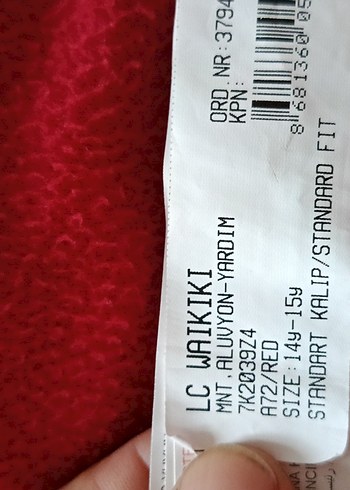 LC WAIKIKI
MNT.ALUVYON-YARDIM
7K2039Z4
A72/RED
SIZE:14y-15y
STANDART KALIP/STANDARD FIT
ORD.NR:3794
KPN:
8 681360 05